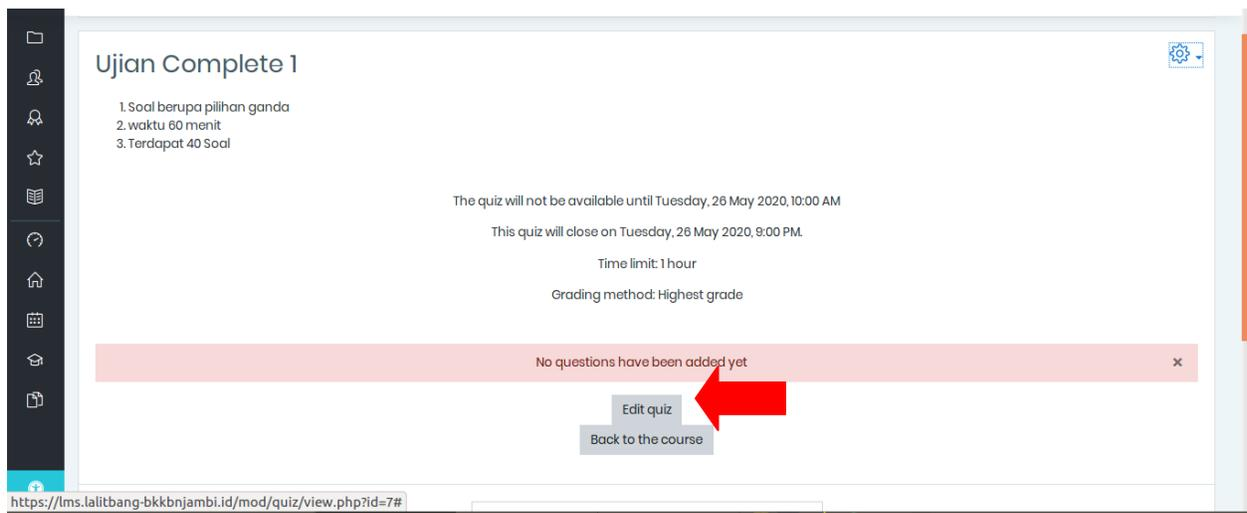 Ujian Complete 1
1. Soal berupa pilihan ganda
2. waktu 60 menit
3. Terdapat 40 Soal
The quiz will not be available until Tuesday, 26 May 2020, 10:00 AM
This quiz will close on Tuesday, 26 May 2020, 9:00 PM.
Time limit: 1 hour
Grading method: Highest grade
No questions have been added yet
×
Edit quiz
Back to the course
https://lms.lalitbang-bkkbnjambi.id/mod/quiz/view.php?id=7#